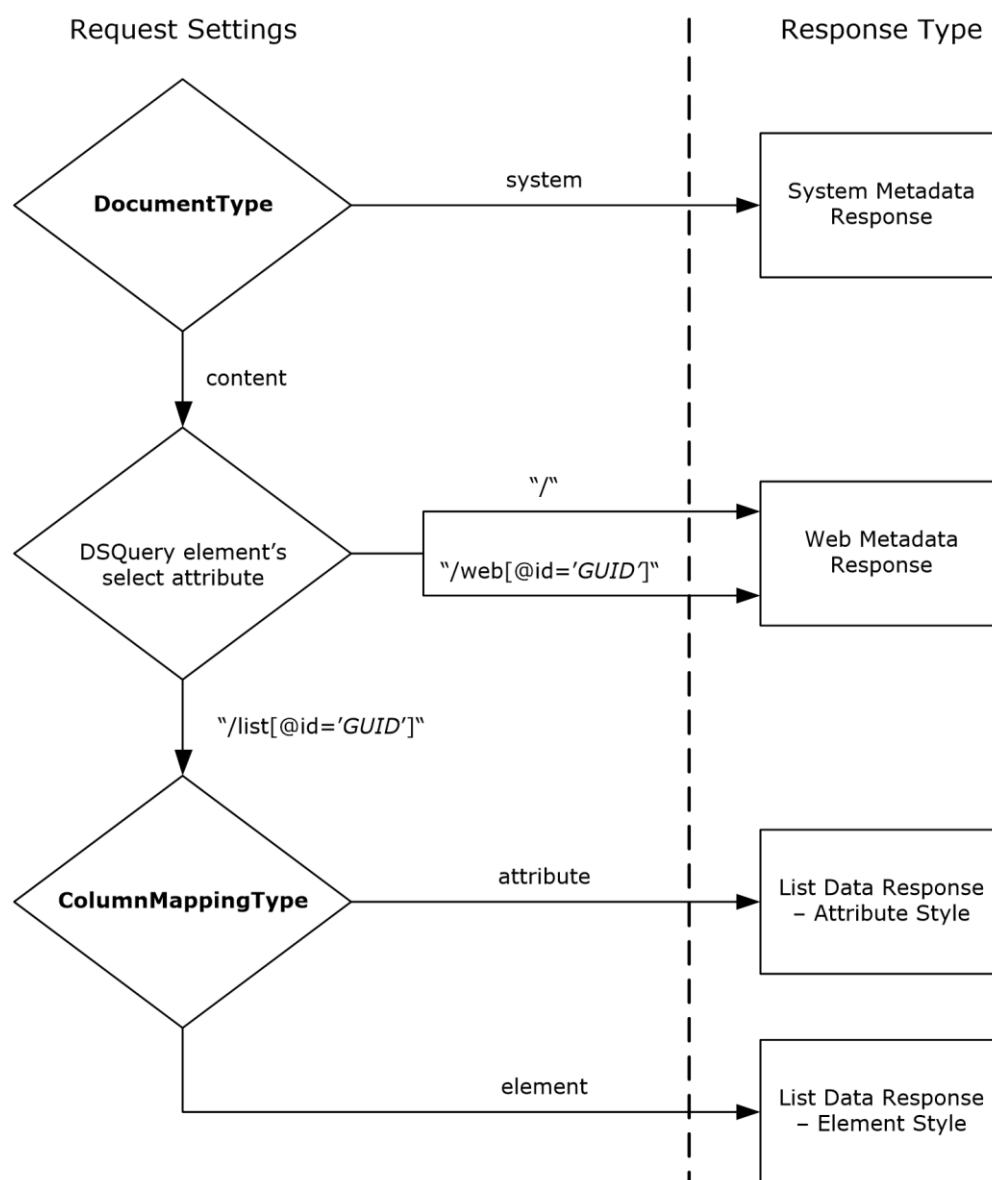 Request Settings
Response Type
DocumentType
system
System Metadata
Response
content
DSQuery element’s
select attribute
“/“
“/web[@id=’GUID’]“
Web Metadata
Response
“/list[@id=’GUID’]“
ColumnMappingType
attribute
List Data Response
– Attribute Style
element
List Data Response
– Element Style